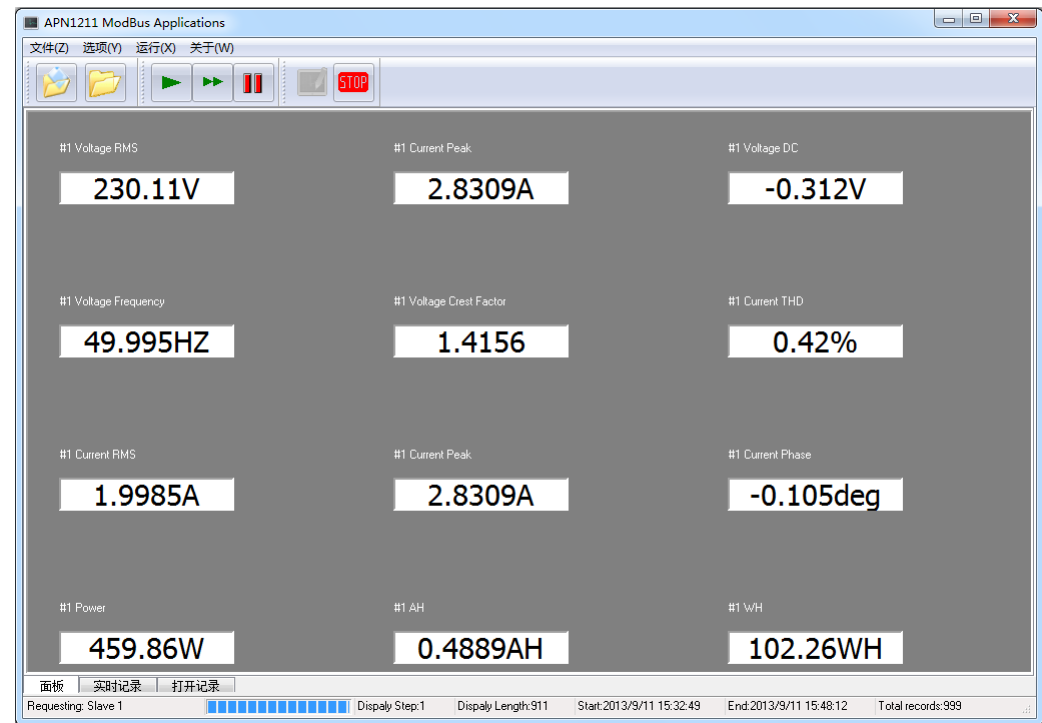 APN1211 ModBus Applications
文件(Z) 选项(Y) 运行(X) 关于(W)
STOP
#1 Voltage RMS #1 Current Peak #1 Voltage DC
230.11V 2.8309A -0.312V
#1 Voltage Frequency #1 Voltage Crest Factor #1 Current THD
49.995HZ 1.4156 0.42%
#1 Current RMS #1 Current Peak #1 Current Phase
1.9985A 2.8309A -0.105deg
#1 Power #1 AH #1 WH
459.86W 0.4889AH 102.26WH
面板 实时记录 打开记录
Requesting: Slave 1 Dispaly Step:1 Dispaly Length:911 Start:2013/9/11 15:32:49 End:2013/9/11 15:48:12 Total records:999